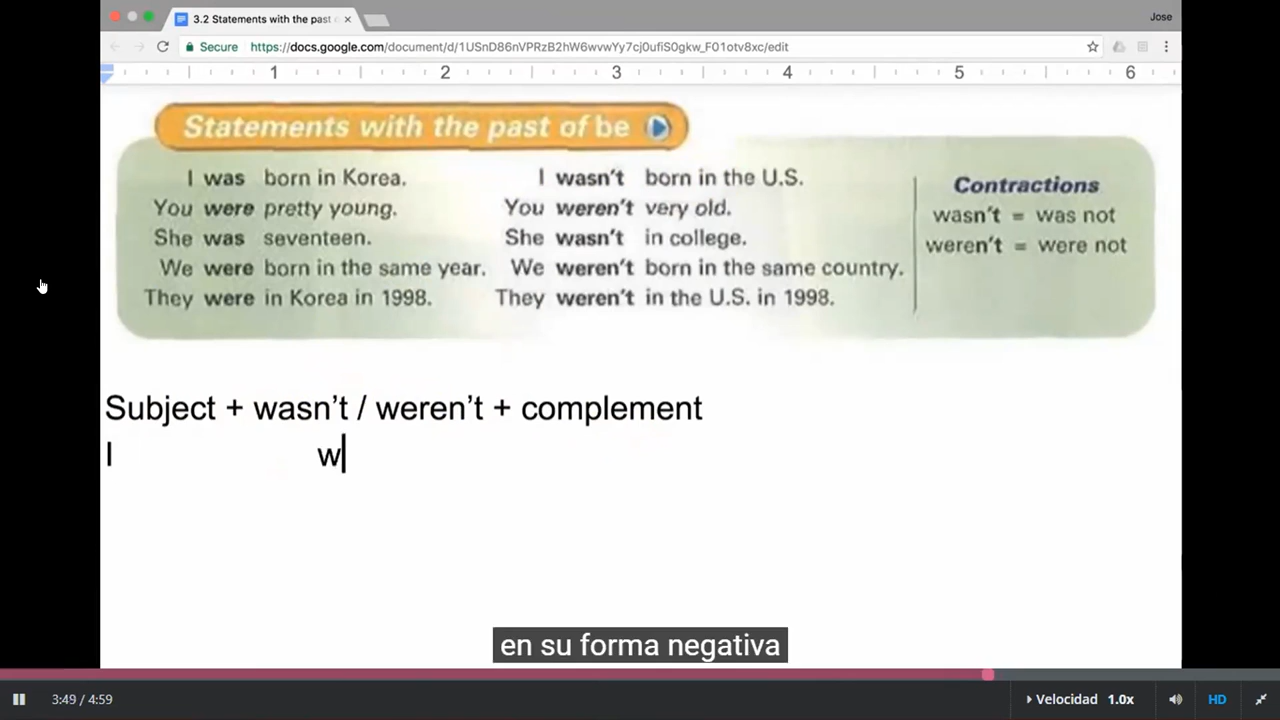 3.2 Statements with the past
Jose
Secure https://docs.google.com/document/d/1USnD86nVPRzB2hW6wvwYy7cj0ufiS0gkw_F01otv8xc/edit
1 2 3 4 5 6
Statements with the past of be
I was born in Korea. I wasn't born in the U.S.
You were pretty young. You weren't very old.
She was seventeen. She wasn't in college.
We were born in the same year. We weren't born in the same country.
They were in Korea in 1998. They weren't in the U.S. in 1998.
Contractions
wasn't = was not
weren't = were not
Subject + wasn’t / weren’t + complement
I w
en su forma negativa
3:49 / 4:59 Velocidad 1.0x HD